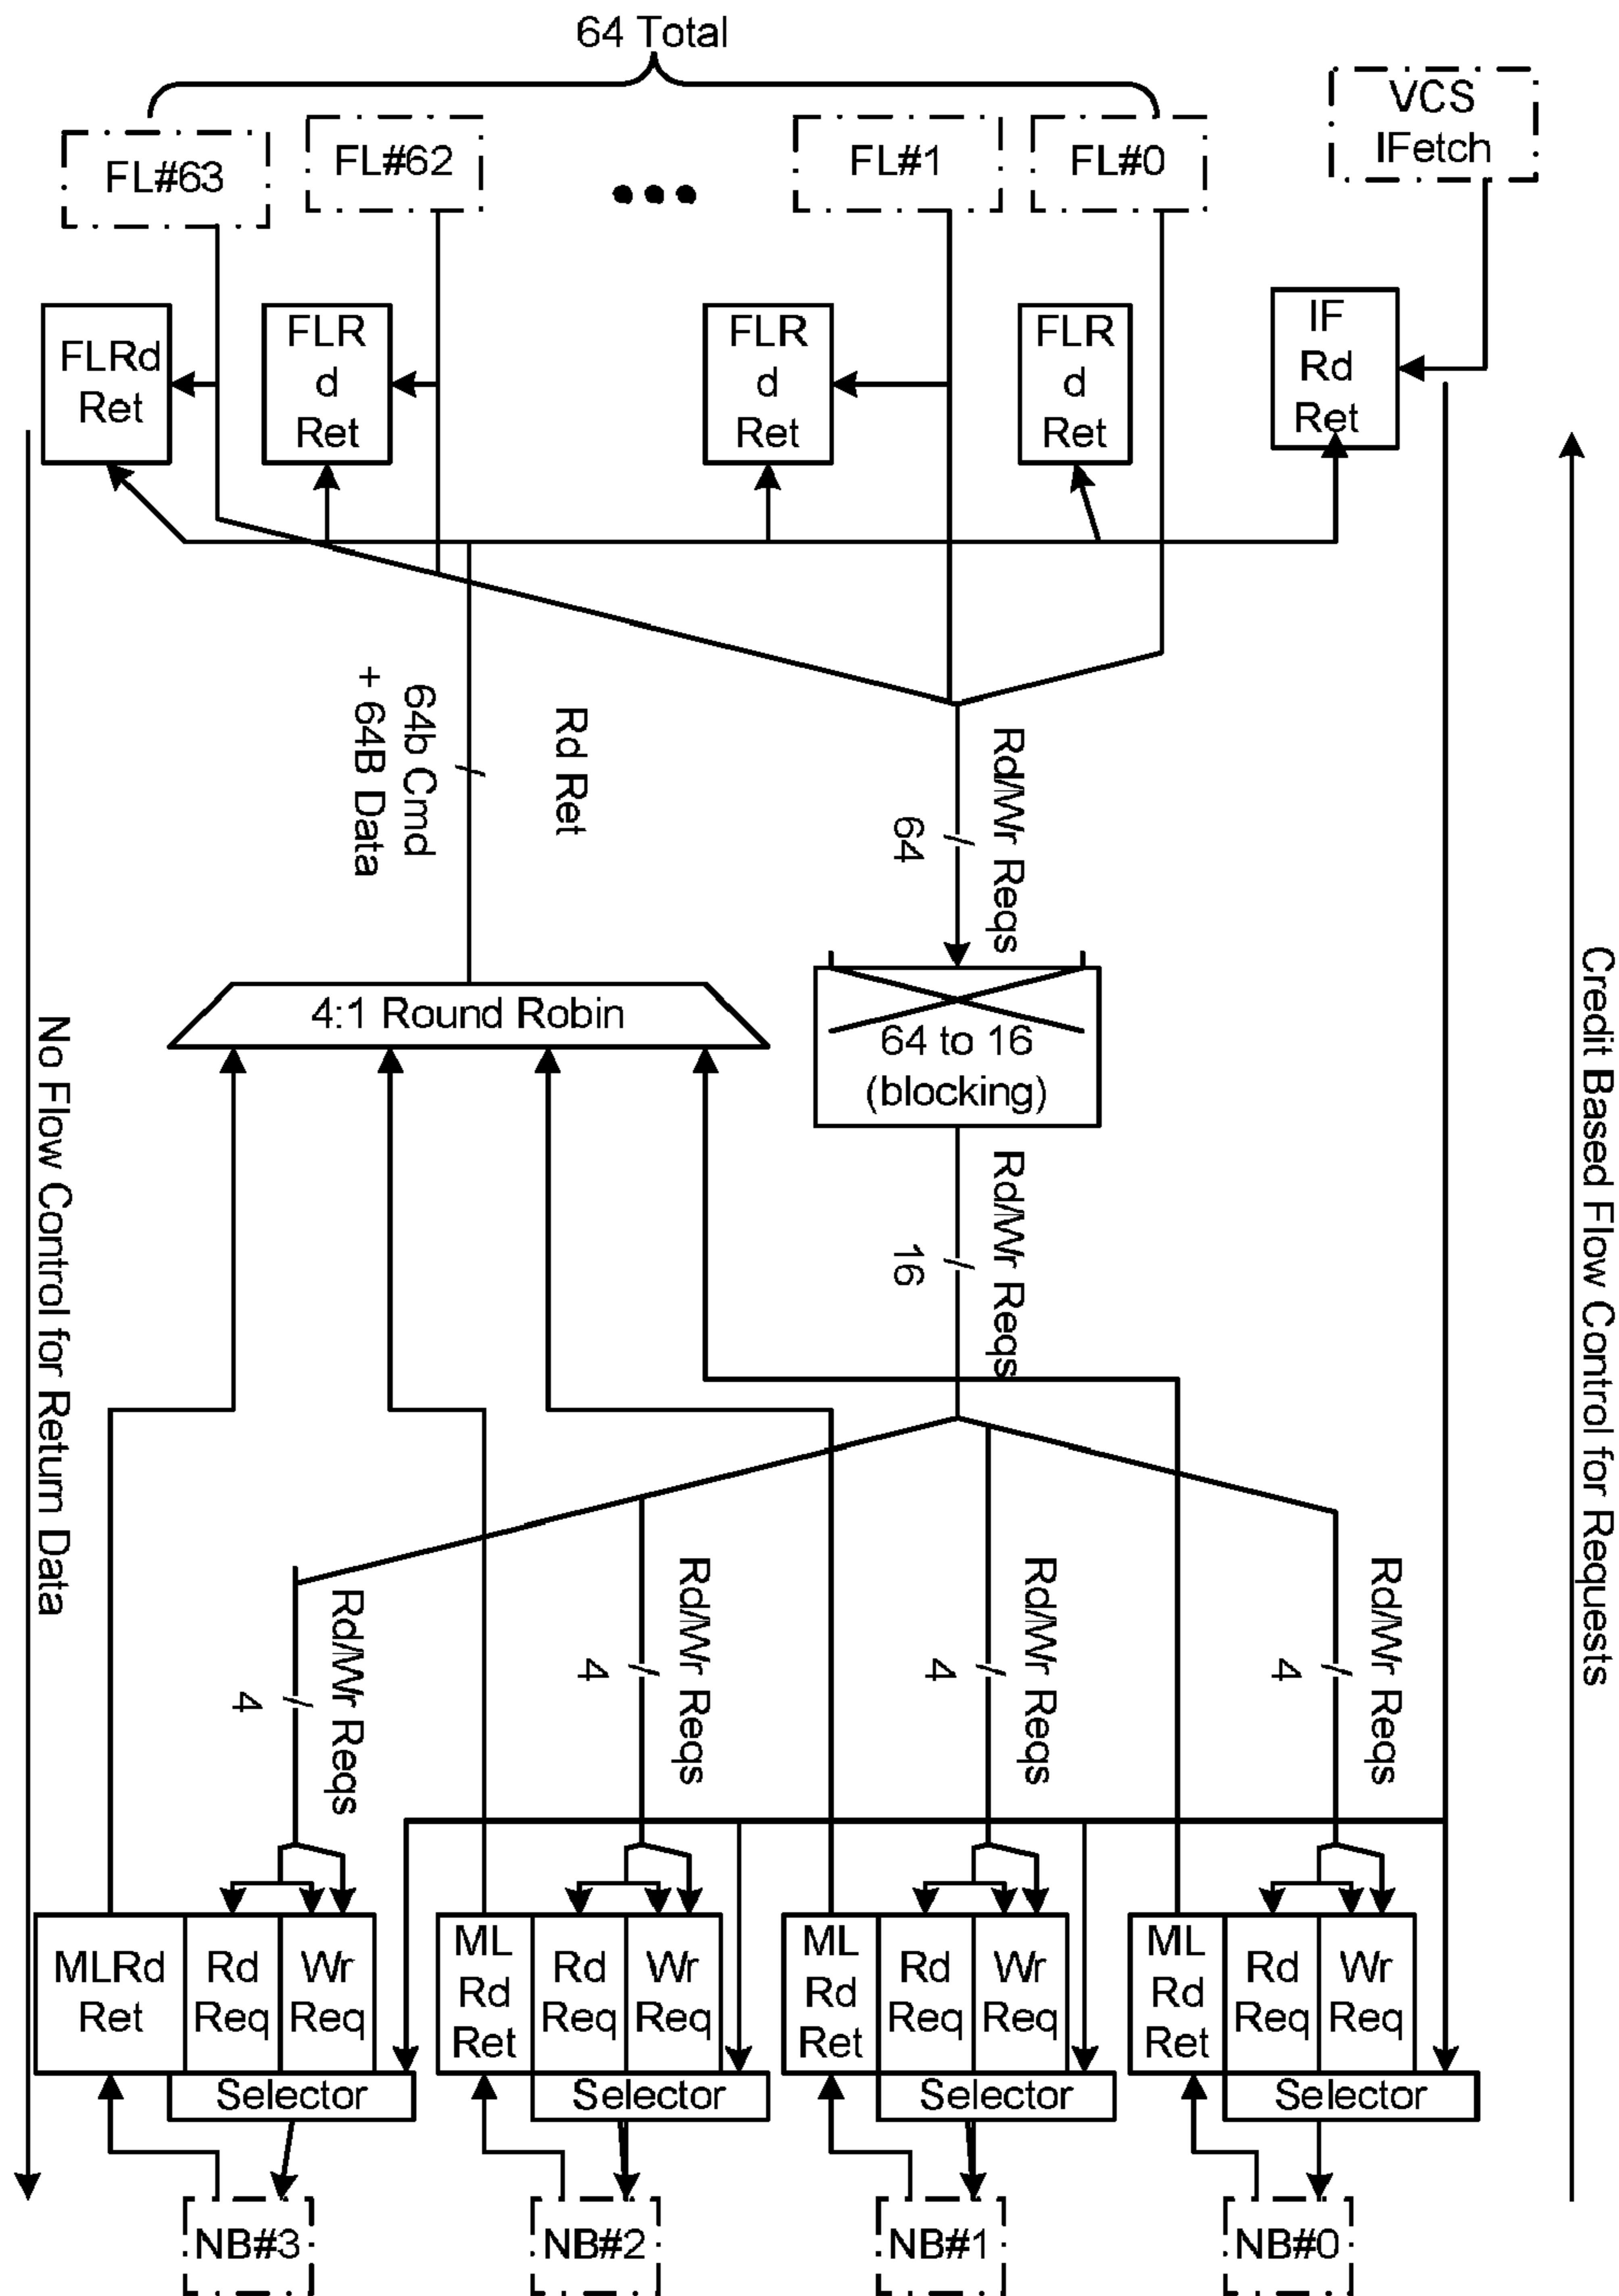 64 Total
VCS
IFetch
FL#63
FL#62
FL#1
FL#0
FLRd
Ret
FLR
d
Ret
FLR
d
Ret
FLR
d
Ret
IF
Rd
Ret
64b Cmd
+ 64B Data
Rd Ret
Rd/Wr Reqs
64
4:1 Round Robin
64 to 16
(blocking)
Rd/Wr Reqs
16
No Flow Control for Return Data
Credit Based Flow Control for Requests
Rd/Wr Reqs
4
Rd/Wr Reqs
4
Rd/Wr Reqs
4
Rd/Wr Reqs
4
MLRd
Ret
Rd
Req
Wr
Req
ML
Rd
Ret
Rd
Req
Wr
Req
ML
Rd
Ret
Rd
Req
Wr
Req
ML
Rd
Ret
Rd
Req
Wr
Req
Selector
Selector
Selector
Selector
NB#3
NB#2
NB#1
NB#0